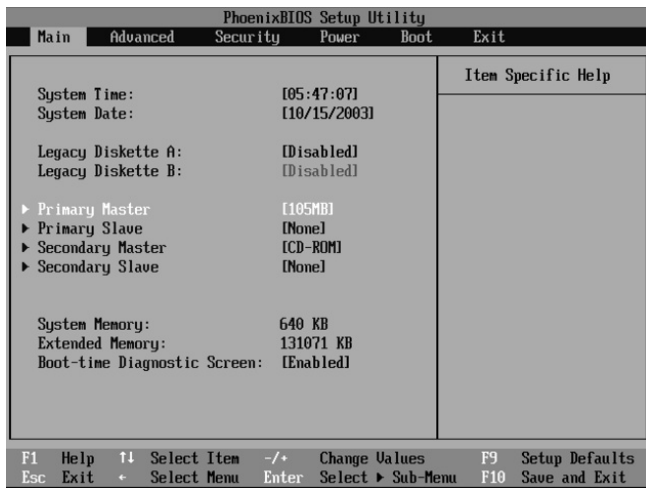 PhoenixBIOS Setup Utility
Main Advanced Security Power Boot Exit
Item Specific Help
System Time: [05:47:07]
System Date: [10/15/2003]
Legacy Diskette A: [Disabled]
Legacy Diskette B: [Disabled]
▶ Primary Master [105MB]
▶ Primary Slave [None]
▶ Secondary Master [CD-ROM]
▶ Secondary Slave [None]
System Memory: 640 KB
Extended Memory: 131071 KB
Boot-time Diagnostic Screen: [Enabled]
F1 Help ↑↓ Select Item -/+ Change Values F9 Setup Defaults
Esc Exit ← Select Menu Enter Select ▶ Sub-Menu F10 Save and Exit